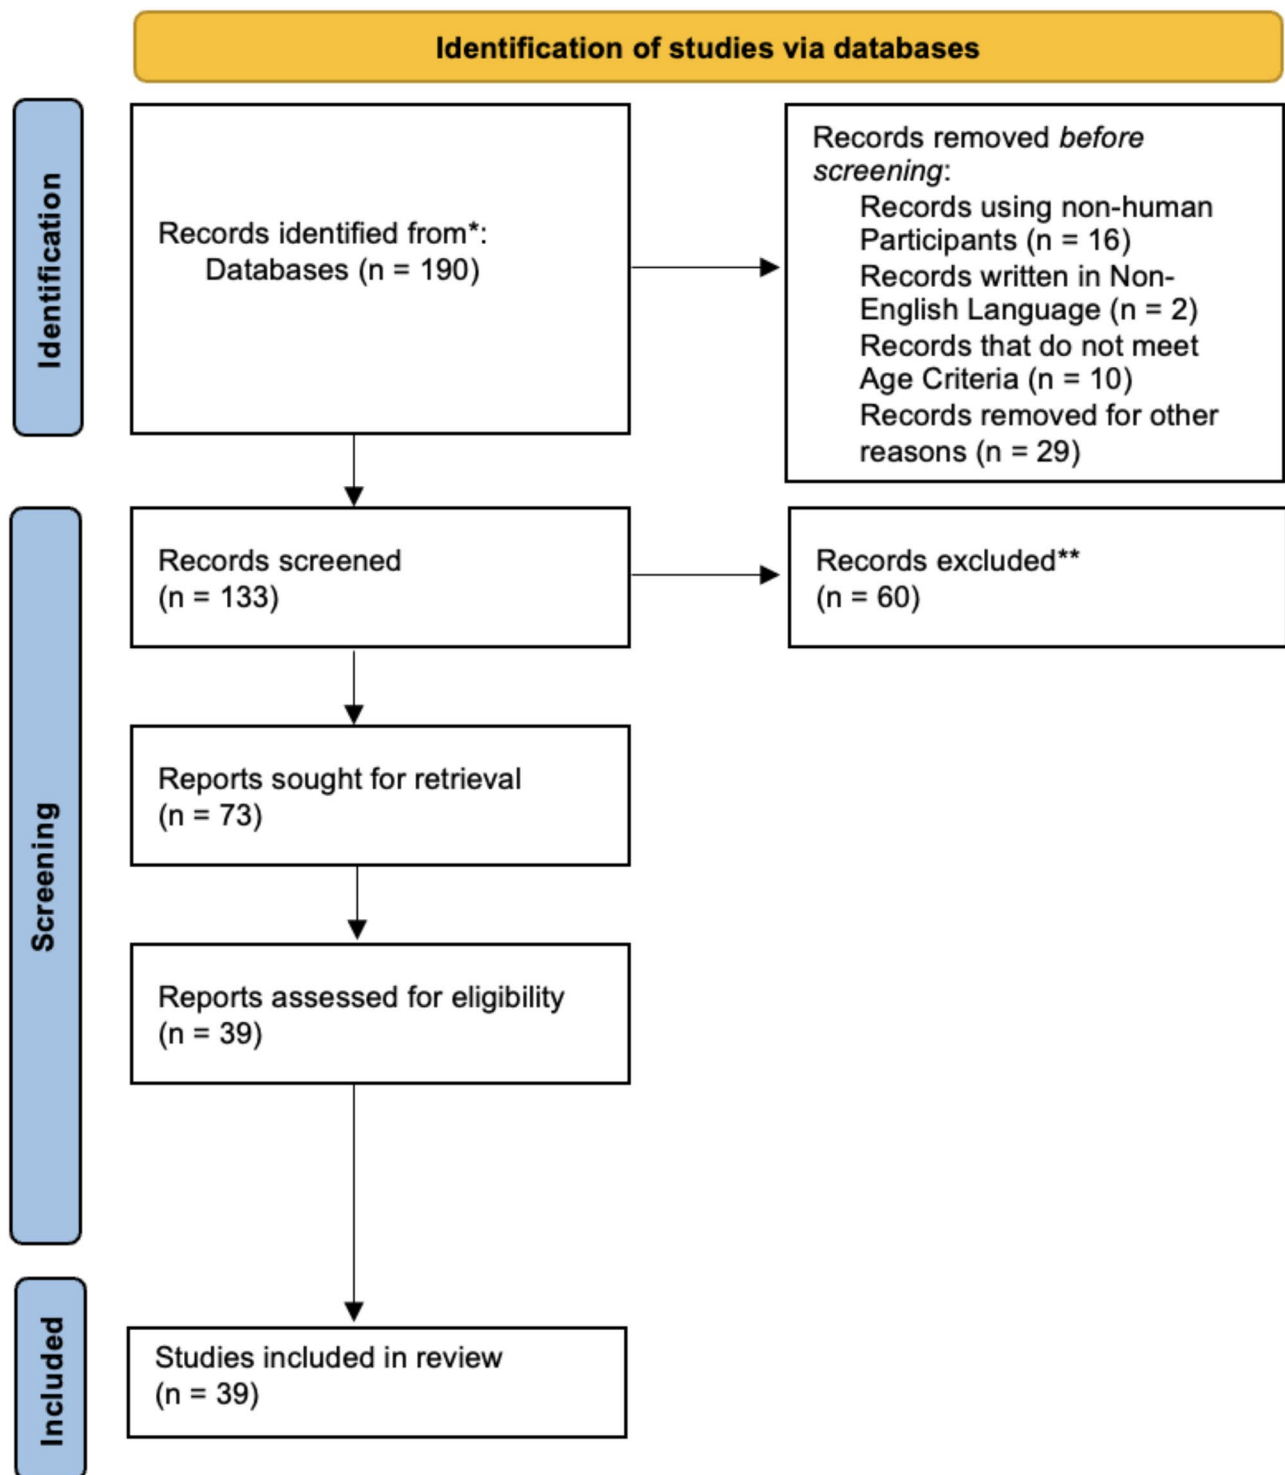 Identification of studies via databases
Identification
Records identified from*:
Databases (n = 190)
Records removed before
screening:
Records using non-human
Participants (n = 16)
Records written in Non-
English Language (n = 2)
Records that do not meet
Age Criteria (n = 10)
Records removed for other
reasons (n = 29)
Screening
Records screened
(n = 133)
Records excluded**
(n = 60)
Reports sought for retrieval
(n = 73)
Reports assessed for eligibility
(n = 39)
Included
Studies included in review
(n = 39)